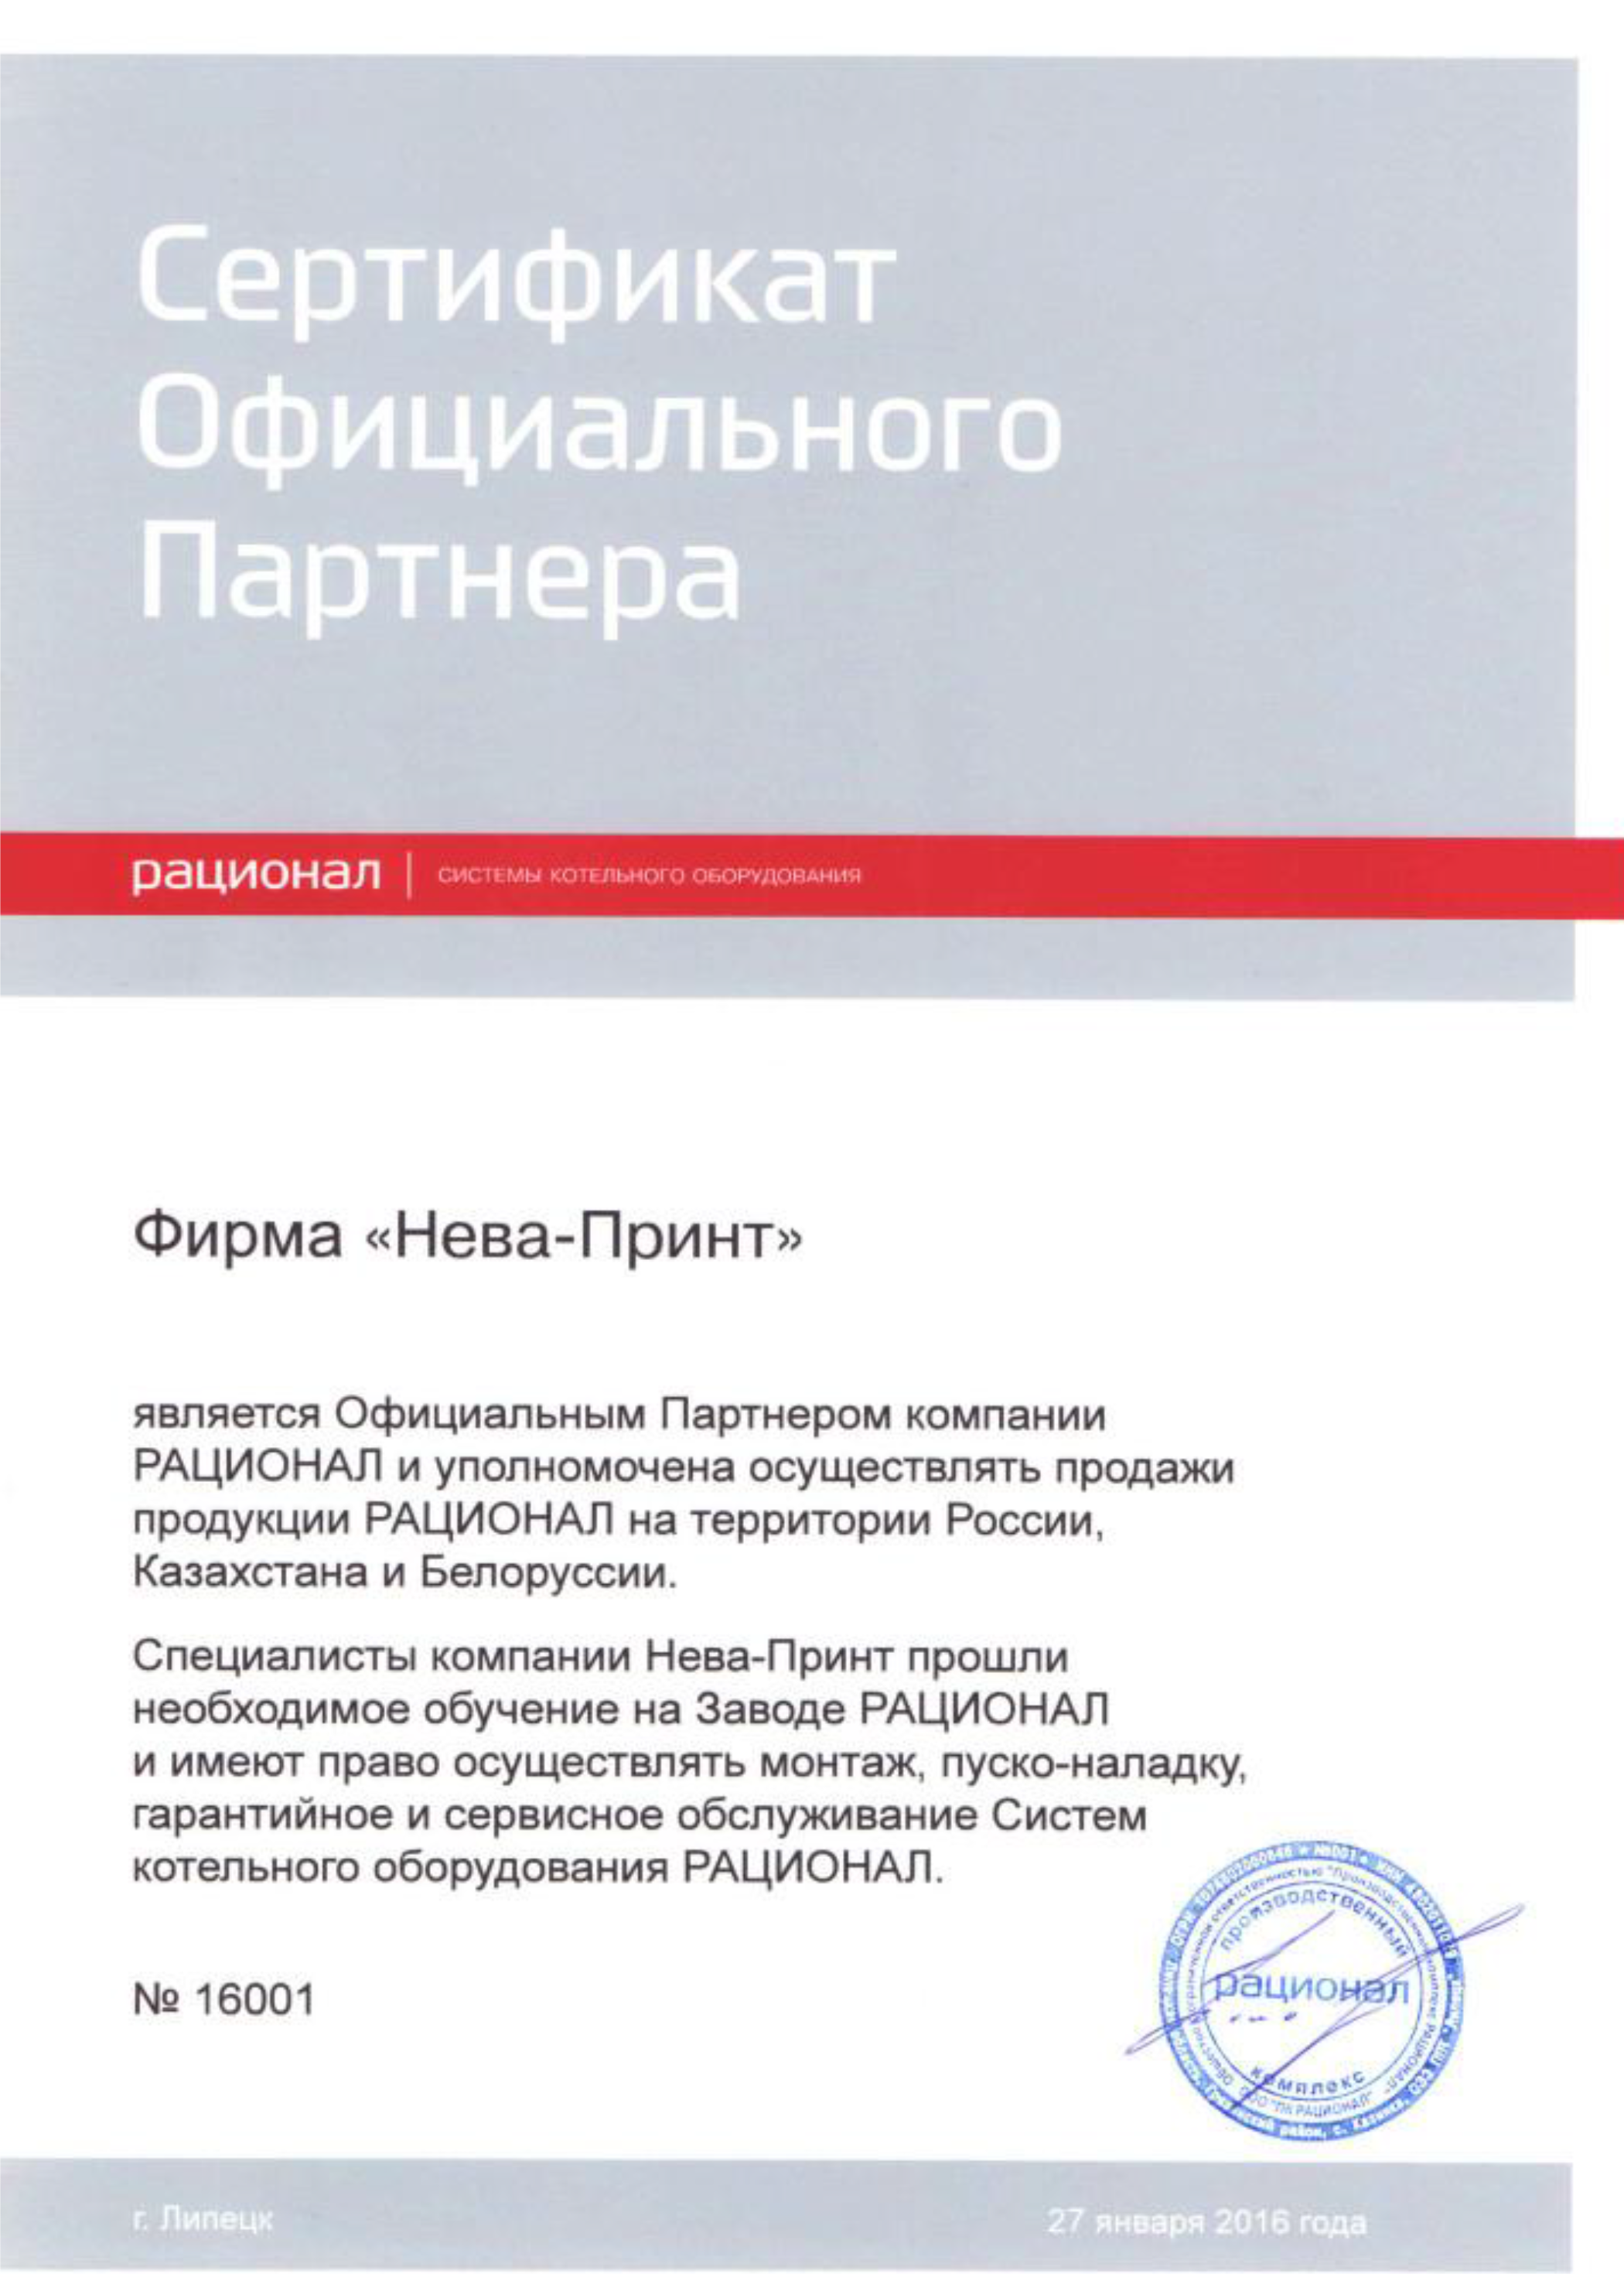 Сертификат
Официального
Партнера
рационал | СИСТЕМЫ КОТЕЛЬНОГО ОБОРУДОВАНИЯ
Фирма «Нева-Принт»
является Официальным Партнером компании
РАЦИОНАЛ и уполномочена осуществлять продажи
продукции РАЦИОНАЛ на территории России,
Казахстана и Белоруссии.
Специалисты компании Нева-Принт прошли
необходимое обучение на Заводе РАЦИОНАЛ
и имеют право осуществлять монтаж, пуско-наладку,
гарантийное и сервисное обслуживание Систем
котельного оборудования РАЦИОНАЛ.
№ 16001
производственный
рационал
комплекс
ООО "ПК РАЦИОНАЛ"
г. Липецк
27 января 2016 года